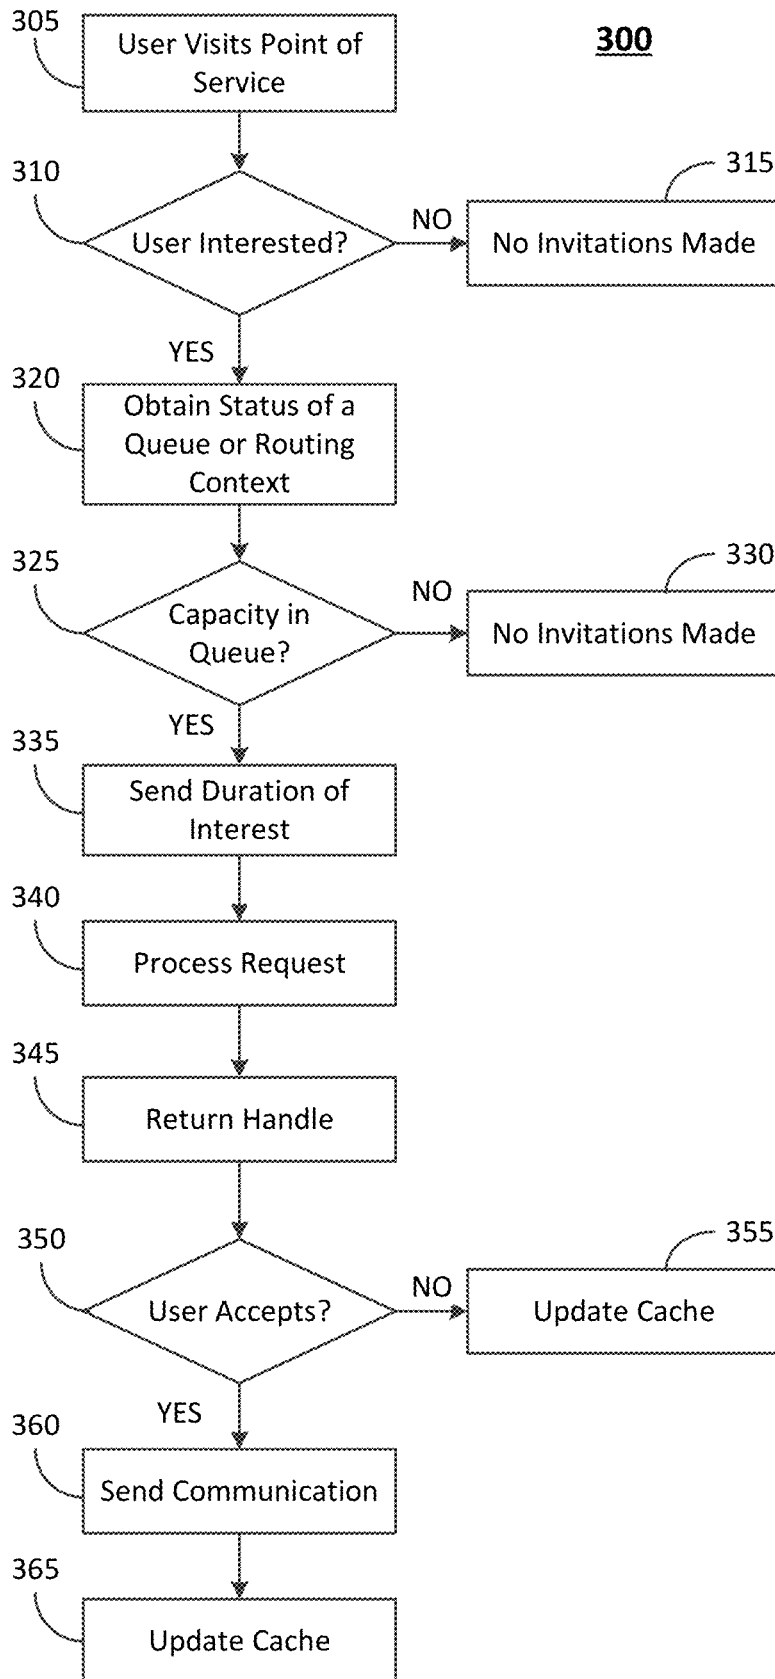 300
305
User Visits Point of
Service
310
User Interested?
NO
315
No Invitations Made
YES
320
Obtain Status of a
Queue or Routing
Context
325
Capacity in
Queue?
NO
330
No Invitations Made
YES
335
Send Duration of
Interest
340
Process Request
345
Return Handle
350
User Accepts?
NO
355
Update Cache
YES
360
Send Communication
365
Update Cache